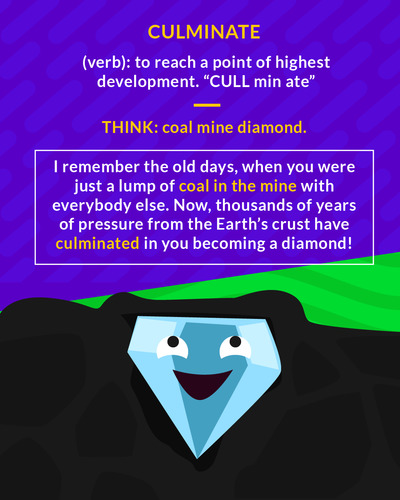 CULMINATE
(verb): to reach a point of highest
development. “CULL min ate”
THINK: coal mine diamond.
I remember the old days, when you were
just a lump of coal in the mine with
everybody else. Now, thousands of years
of pressure from the Earth’s crust have
culminated in you becoming a diamond!